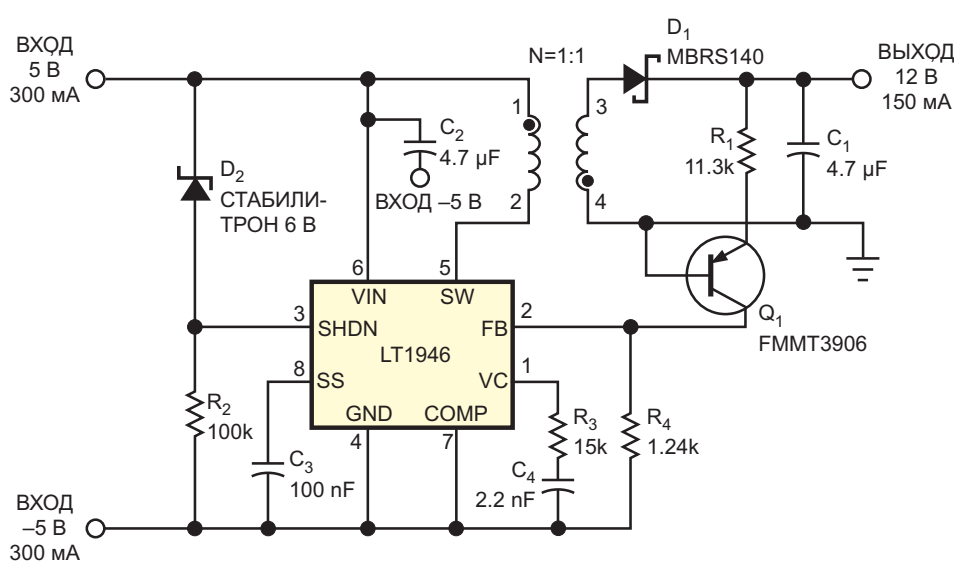 ВХОД
5 В
300 мА
N=1:1
D1
MBRS140
ВЫХОД
12 В
150 мА
1
3
C2
4.7 µF
R1
11.3k
C1
4.7 µF
D2
СТАБИЛИ-
ТРОН 6 В
ВХОД –5 В
2
4
6
5
VIN
SW
3
SHDN
FB
2
Q1
FMMT3906
LT1946
8
SS
VC
1
GND
COMP
4
7
R2
100k
C3
100 nF
R3
15k
R4
1.24k
C4
2.2 nF
ВХОД
–5 В
300 мА